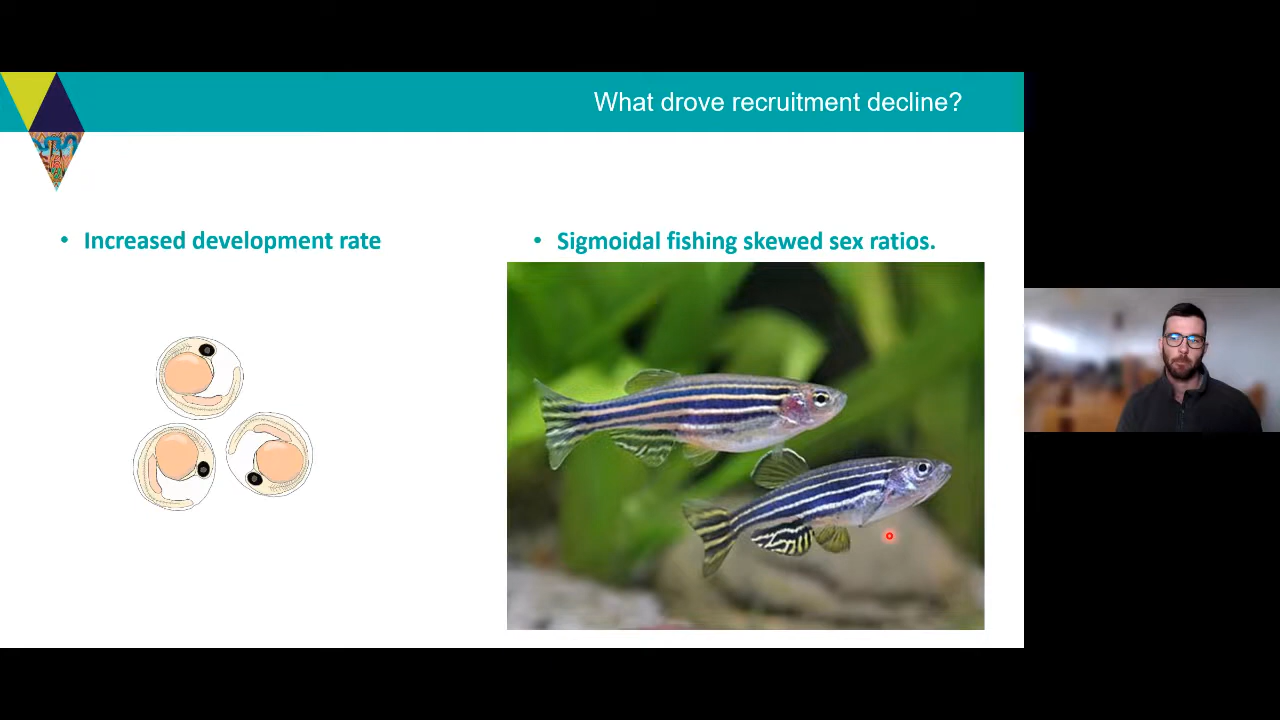 What drove recruitment decline?
• Increased development rate
• Sigmoidal fishing skewed sex ratios.